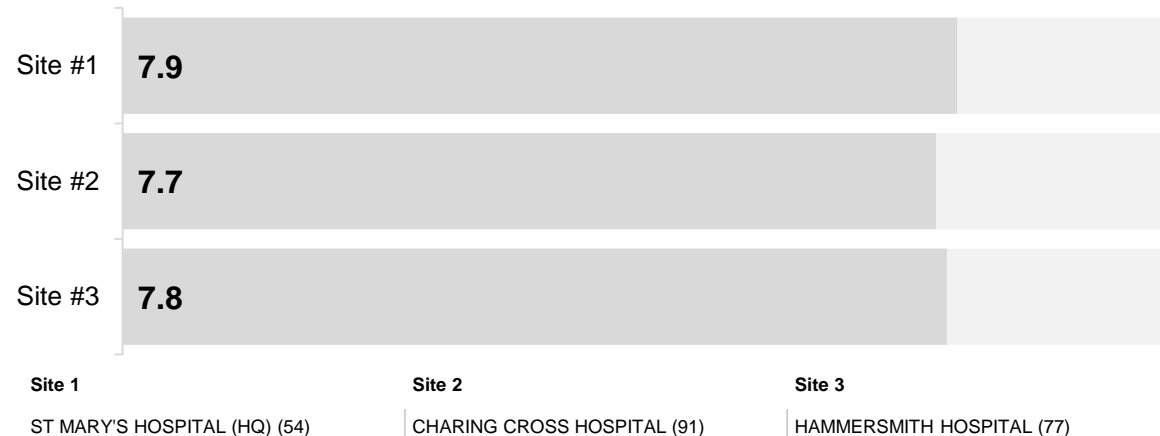 Site #1 7.9
Site #2 7.7
Site #3 7.8
Site 1 Site 2 Site 3
ST MARY'S HOSPITAL (HQ) (54) CHARING CROSS HOSPITAL (91) HAMMERSMITH HOSPITAL (77)